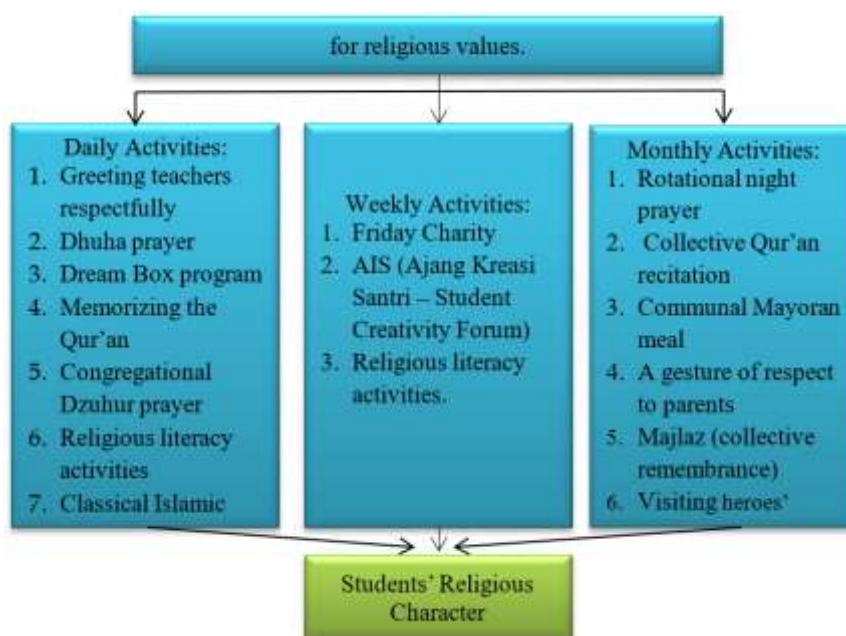 for religious values.
Daily Activities:
1. Greeting teachers
respectfully
2. Dhuha prayer
3. Dream Box program
4. Memorizing the
Qur'an
5. Congregational
Dzuhur prayer
6. Religious literacy
activities
7. Classical Islamic
Weekly Activities:
1. Friday Charity
2. AIS (Ajang Kreasi
Santri – Student
Creativity Forum)
3. Religious literacy
activities.
Monthly Activities:
1. Rotational night
prayer
2. Collective Qur'an
recitation
3. Communal Mayoran
meal
4. A gesture of respect
to parents
5. Majlaz (collective
remembrance)
6. Visiting heroes'
Students' Religious
Character